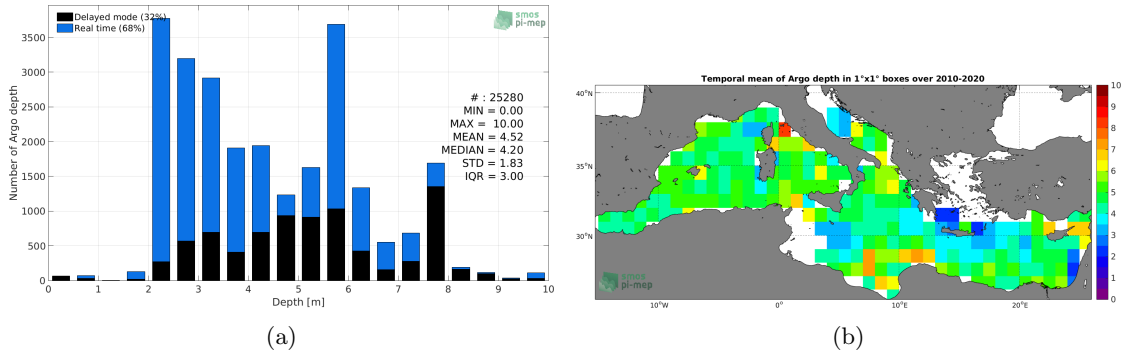 Delayed mode (32%)
Real time (68%)
smos
pi-mep
3500
3000
2500
2000
1500
1000
500
0
Number of Argo depth
# : 25280
MIN = 0.00
MAX = 10.00
MEAN = 4.52
MEDIAN = 4.20
STD = 1.83
IQR = 3.00
0 1 2 3 4 5 6 7 8 9 10
Depth [m]
(a)
Temporal mean of Argo depth in 1°x1° boxes over 2010-2020
40°N
35°N
30°N
10°W 0° 10°E 20°E
smos
pi-mep
10
9
8
7
6
5
4
3
2
1
0
(b)